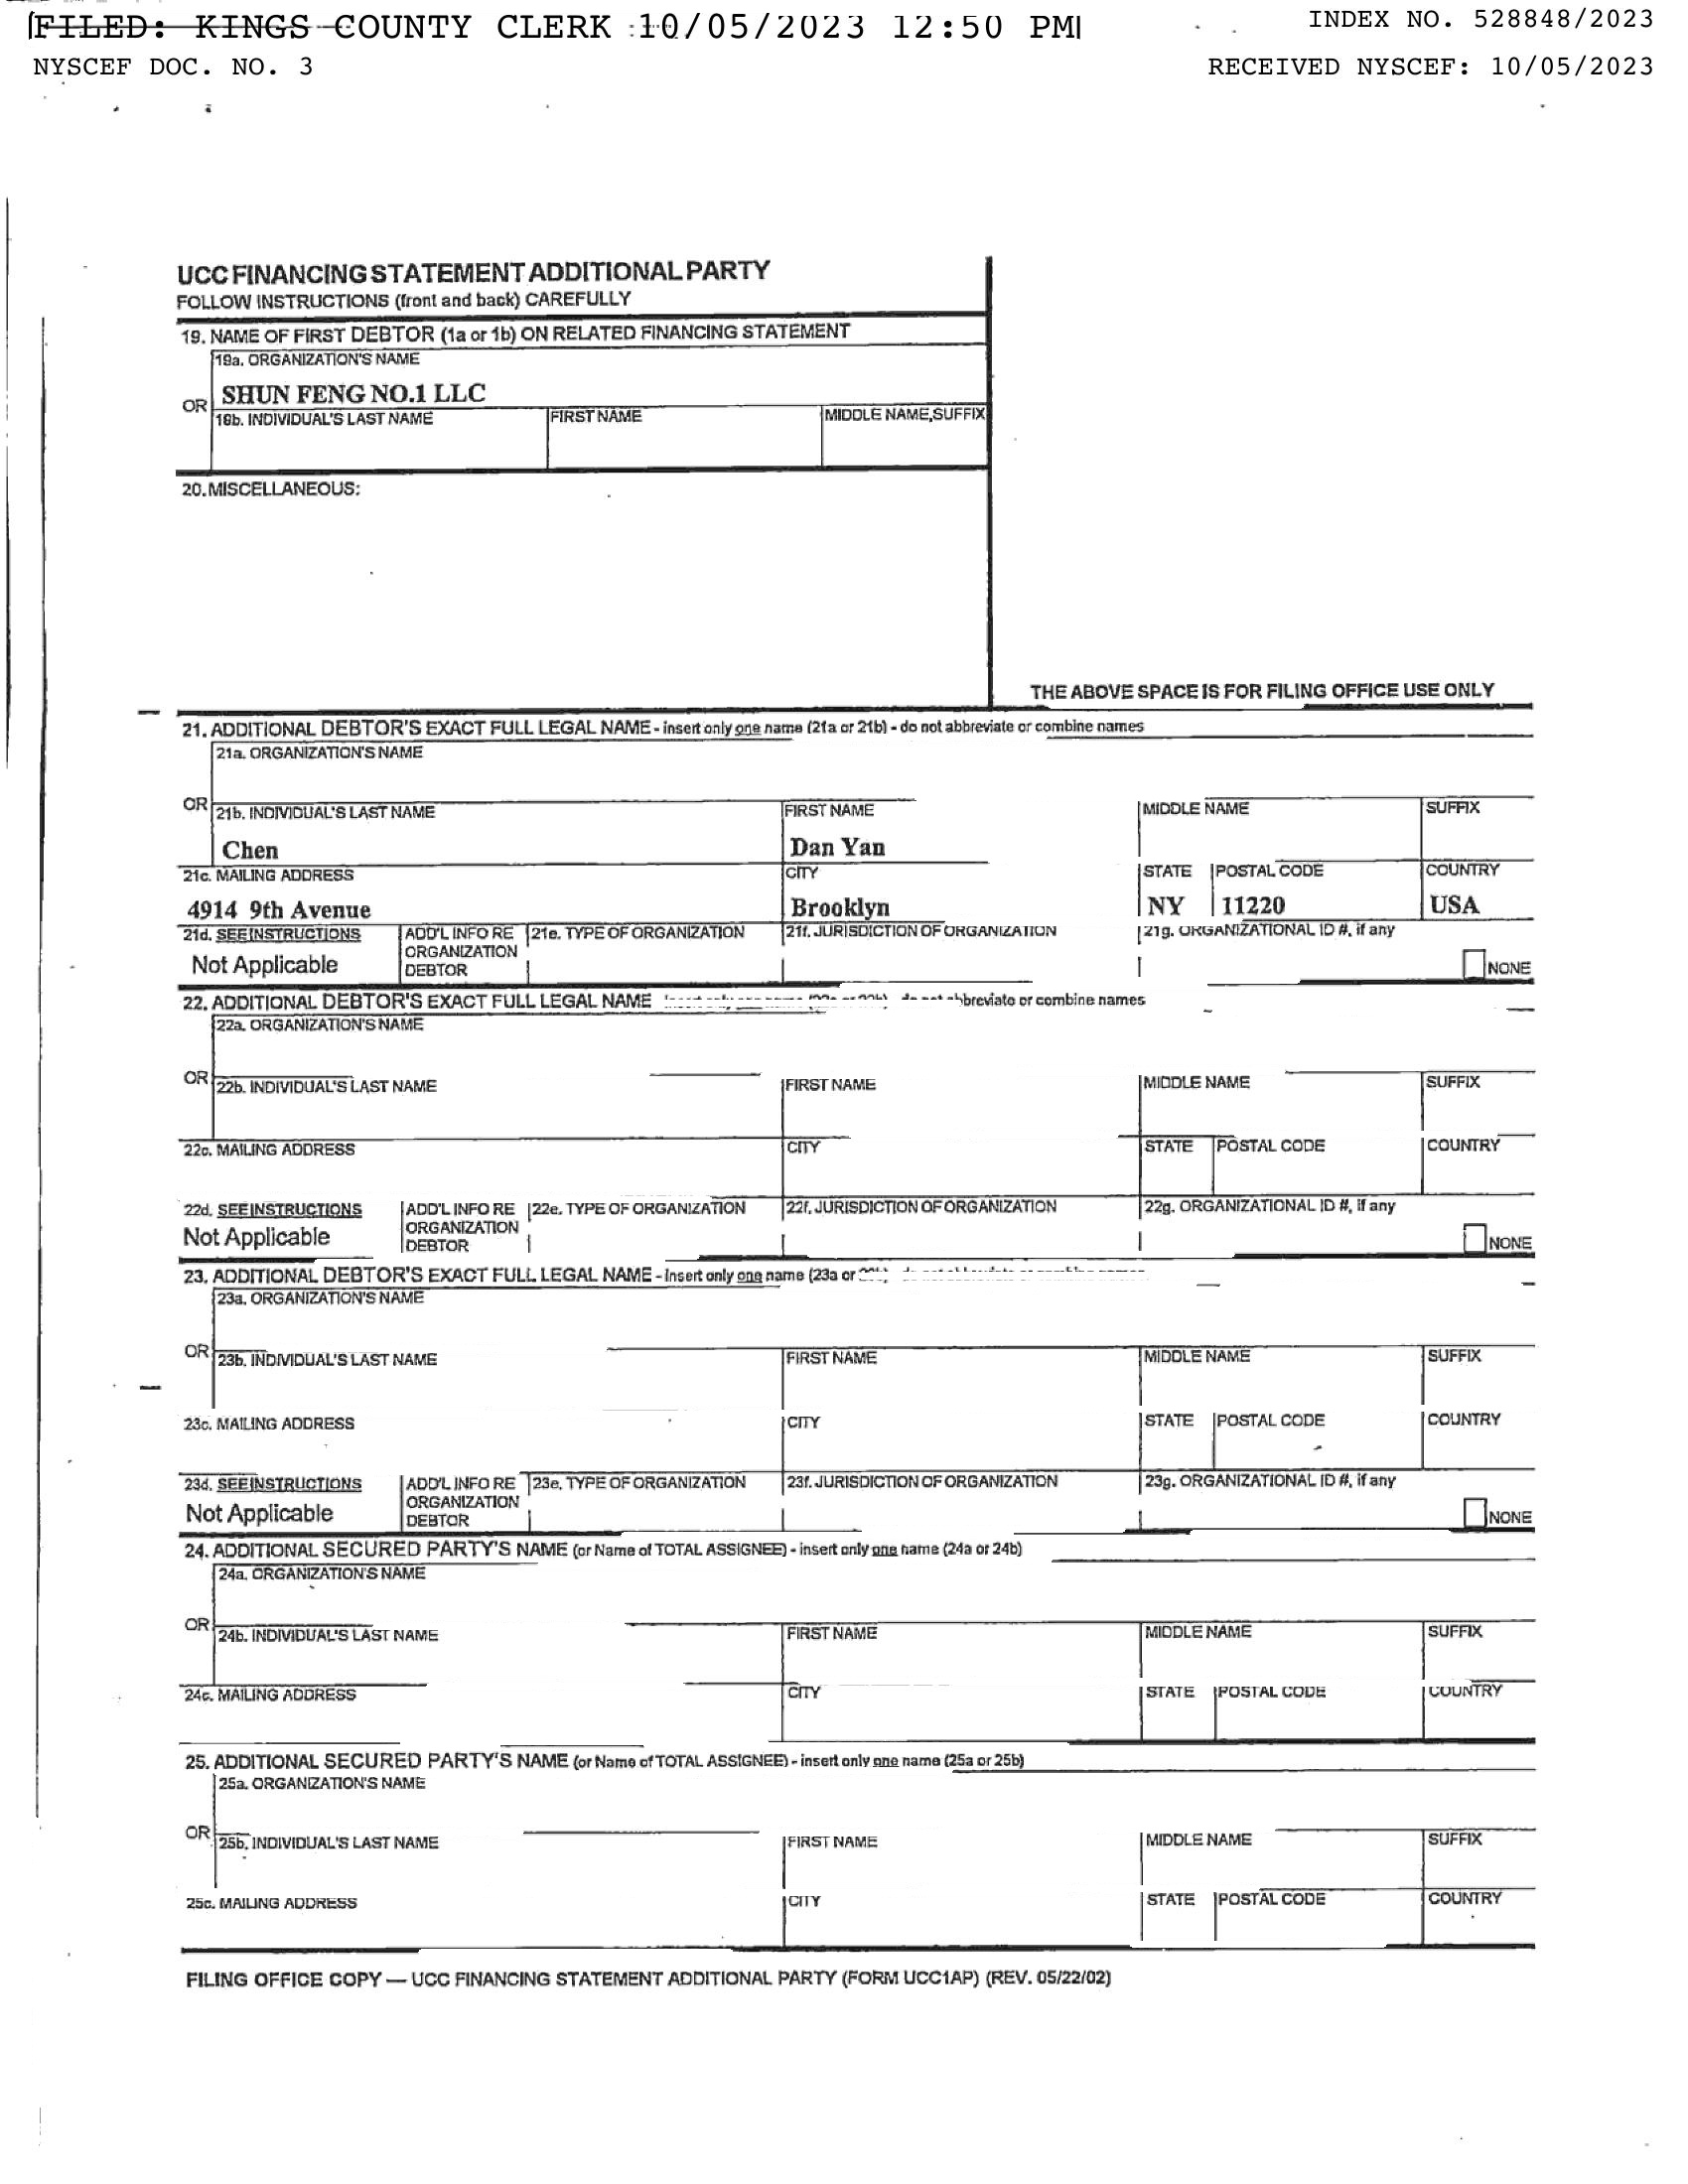 FILED: KINGS COUNTY CLERK 10/05/2023 12:50 PM
INDEX NO. 528848/2023
NYSCEF DOC. NO. 3
RECEIVED NYSCEF: 10/05/2023
UCC FINANCING STATEMENT ADDITIONAL PARTY
FOLLOW INSTRUCTIONS (front and back) CAREFULLY
19. NAME OF FIRST DEBTOR (1a or 1b) ON RELATED FINANCING STATEMENT
19a. ORGANIZATION'S NAME
SHUN FENG NO.1 LLC
OR
19b. INDIVIDUAL'S LAST NAME FIRST NAME MIDDLE NAME,SUFFIX
20. MISCELLANEOUS:
THE ABOVE SPACE IS FOR FILING OFFICE USE ONLY
21. ADDITIONAL DEBTOR'S EXACT FULL LEGAL NAME - insert only one name (21a or 21b) - do not abbreviate or combine names
21a. ORGANIZATION'S NAME
OR
21b. INDIVIDUAL'S LAST NAME FIRST NAME MIDDLE NAME SUFFIX
Chen Dan Yan
21c. MAILING ADDRESS CITY STATE POSTAL CODE COUNTRY
4914 9th Avenue Brooklyn NY 11220 USA
21d. SEE INSTRUCTIONS ADD'L INFO RE 21e. TYPE OF ORGANIZATION 21f. JURISDICTION OF ORGANIZATION 21g. ORGANIZATIONAL ID #, if any
ORGANIZATION
Not Applicable DEBTOR NONE
22. ADDITIONAL DEBTOR'S EXACT FULL LEGAL NAME abbreviate or combine names
22a. ORGANIZATION'S NAME
OR
22b. INDIVIDUAL'S LAST NAME FIRST NAME MIDDLE NAME SUFFIX
22c. MAILING ADDRESS CITY STATE POSTAL CODE COUNTRY
22d. SEE INSTRUCTIONS ADD'L INFO RE 22e. TYPE OF ORGANIZATION 22f. JURISDICTION OF ORGANIZATION 22g. ORGANIZATIONAL ID #, if any
ORGANIZATION
Not Applicable DEBTOR NONE
23. ADDITIONAL DEBTOR'S EXACT FULL LEGAL NAME - insert only one name (23a or
23a. ORGANIZATION'S NAME
OR
23b. INDIVIDUAL'S LAST NAME FIRST NAME MIDDLE NAME SUFFIX
23c. MAILING ADDRESS CITY STATE POSTAL CODE COUNTRY
23d. SEE INSTRUCTIONS ADD'L INFO RE 23e. TYPE OF ORGANIZATION 23f. JURISDICTION OF ORGANIZATION 23g. ORGANIZATIONAL ID #, if any
ORGANIZATION
Not Applicable DEBTOR NONE
24. ADDITIONAL SECURED PARTY'S NAME (or Name of TOTAL ASSIGNEE) - insert only one name (24a or 24b)
24a. ORGANIZATION'S NAME
OR
24b. INDIVIDUAL'S LAST NAME FIRST NAME MIDDLE NAME SUFFIX
24c. MAILING ADDRESS CITY STATE POSTAL CODE COUNTRY
25. ADDITIONAL SECURED PARTY'S NAME (or Name of TOTAL ASSIGNEE) - insert only one name (25a or 25b)
25a. ORGANIZATION'S NAME
OR
25b. INDIVIDUAL'S LAST NAME FIRST NAME MIDDLE NAME SUFFIX
25c. MAILING ADDRESS CITY STATE POSTAL CODE COUNTRY
FILING OFFICE COPY — UCC FINANCING STATEMENT ADDITIONAL PARTY (FORM UCC1AP) (REV. 05/22/02)